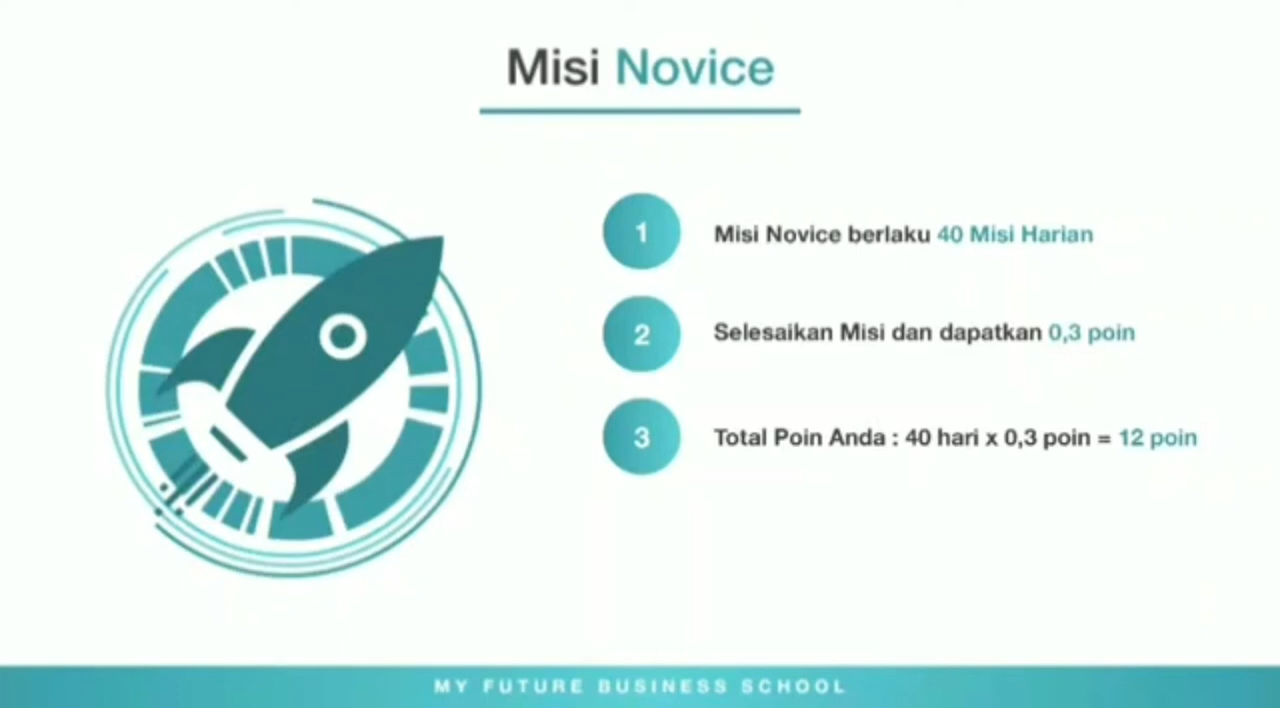 Misi Novice
1 Misi Novice berlaku 40 Misi Harian
2 Selesaikan Misi dan dapatkan 0,3 poin
3 Total Poin Anda : 40 hari x 0,3 poin = 12 poin
MY FUTURE BUSINESS SCHOOL